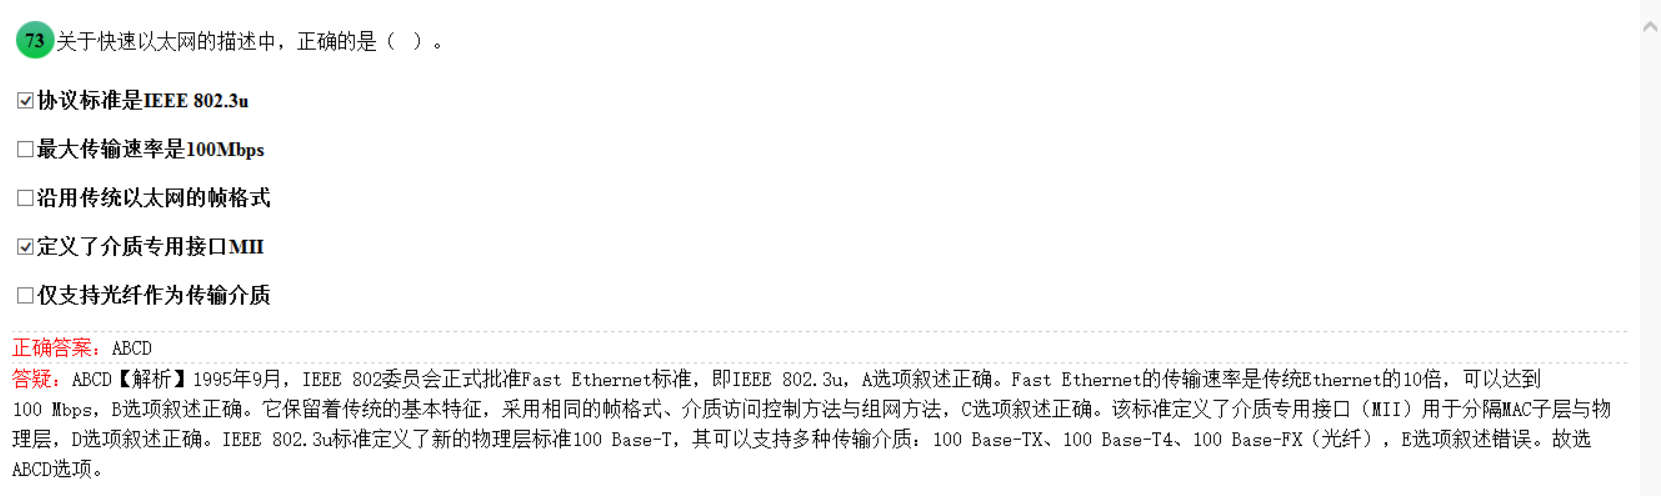 73 关于快速以太网的描述中，正确的是（ ）。
协议标准是IEEE 802.3u
最大传输速率是100Mbps
沿用传统以太网的帧格式
定义了介质专用接口MII
仅支持光纤作为传输介质
正确答案：ABCD
答疑：ABCD【解析】1995年9月，IEEE 802委员会正式批准Fast Ethernet标准，即IEEE 802.3u，A选项叙述正确。Fast Ethernet的传输速率是传统Ethernet的10倍，可以达到
100 Mbps，B选项叙述正确。它保留着传统的基本特征，采用相同的帧格式、介质访问控制方法与组网方法，C选项叙述正确。该标准定义了介质专用接口（MII）用于分隔MAC子层与物
理层，D选项叙述正确。IEEE 802.3u标准定义了新的物理层标准100 Base-T，其可以支持多种传输介质：100 Base-TX、100 Base-T4、100 Base-FX（光纤），E选项叙述错误。故选
ABCD选项。